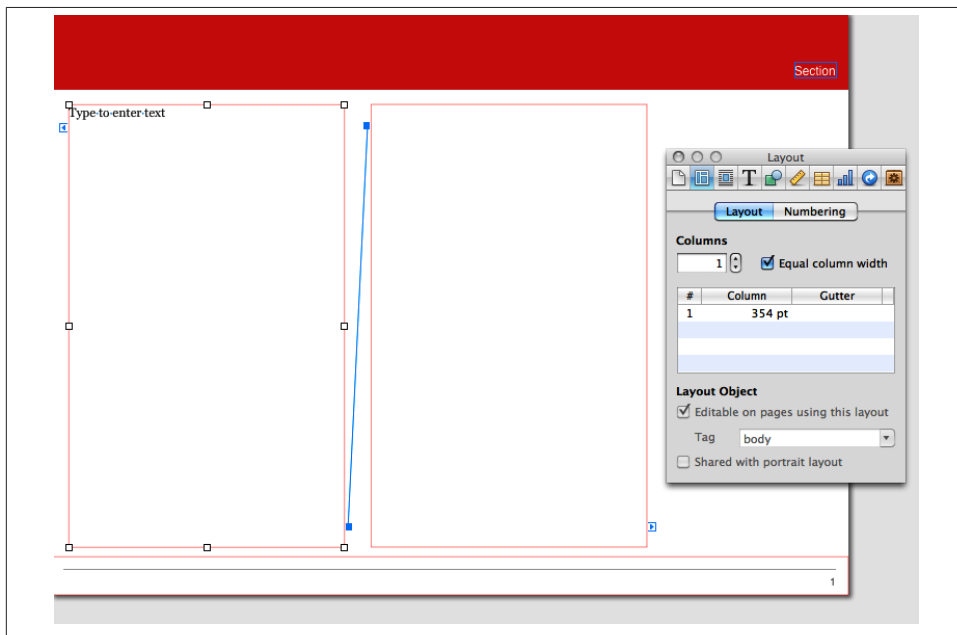 Section
Type to enter text
Layout
T
Layout Numbering
Columns
1 Equal column width
# Column Gutter
1 354 pt
Layout Object
Editable on pages using this layout
Tag body
Shared with portrait layout
1